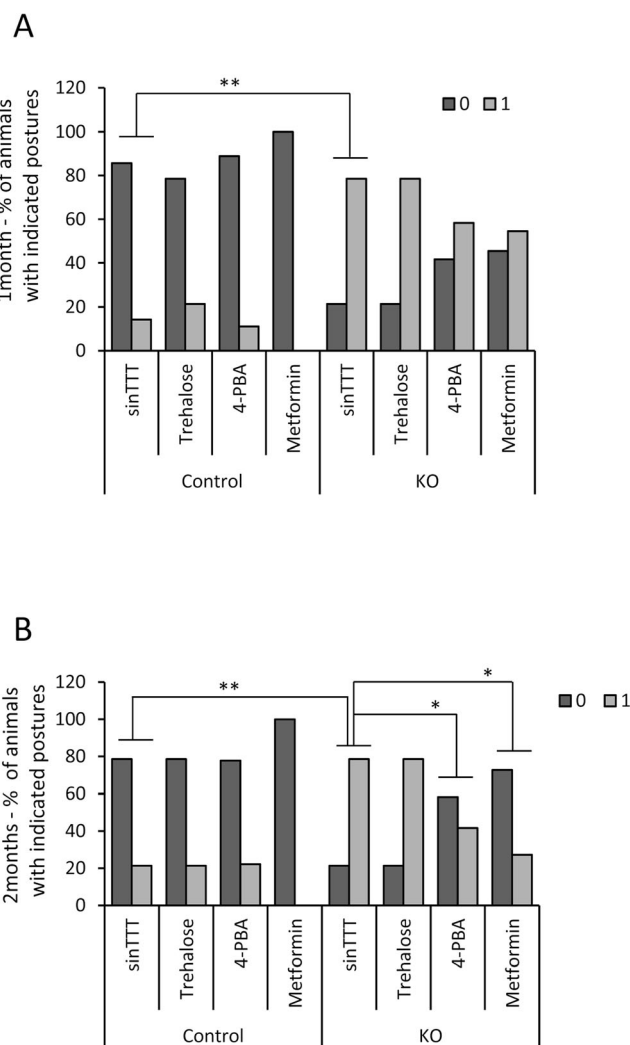 A
1month - % of animals
with indicated postures
120
100
80
60
40
20
0
**
0 1
sinTTT
Trehalose
4-PBA
Metformin
sinTTT
Trehalose
4-PBA
Metformin
Control
KO
B
2months - % of animals
with indicated postures
120
100
80
60
40
20
0
**
*
*
0 1
sinTTT
Trehalose
4-PBA
Metformin
sinTTT
Trehalose
4-PBA
Metformin
Control
KO